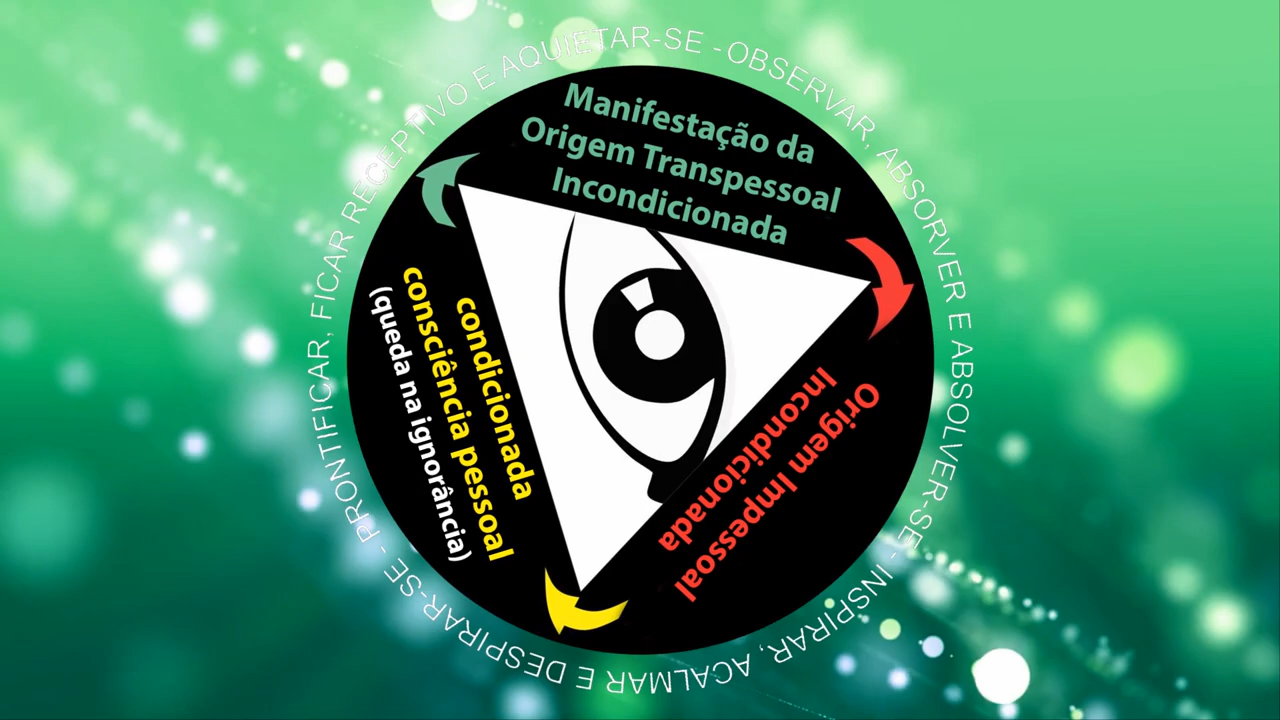 PRONTIFICAR, FICAR RECEPTIVO E AQUIETAR-SE - OBSERVAR, ABSORVER E ABSOLVER-SE - INSPIRAR, ACALMAR E DESPIRAR-SE -
Manifestação da
Origem Transpessoal
Incondicionada
Origem Impessoal
Incondicionada
condicionada
consciência pessoal
(queda na ignorância)